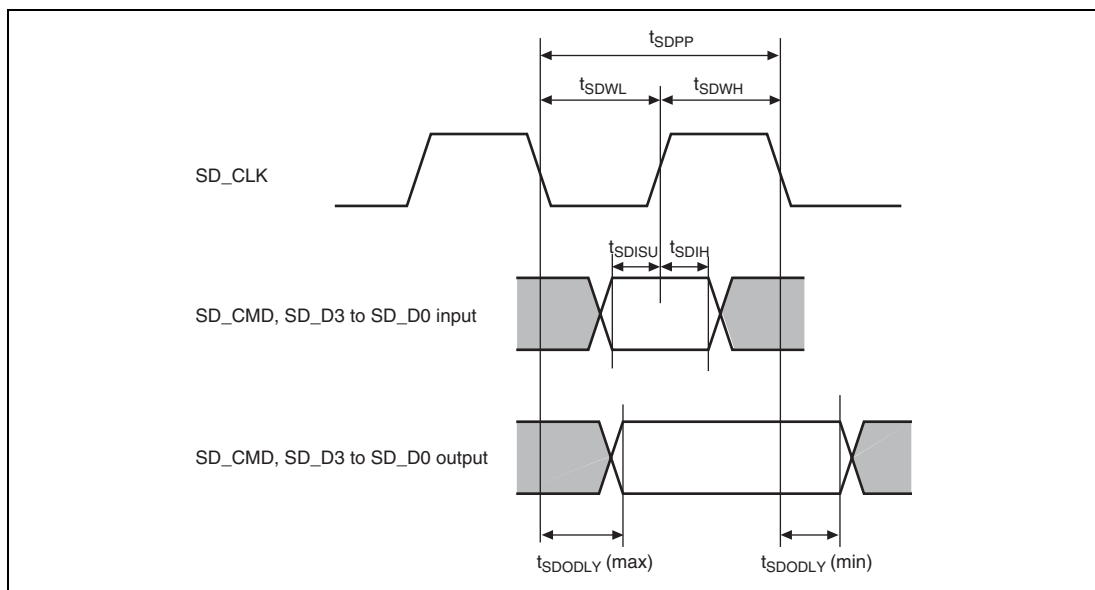 tSDPP
tSDWL tSDWH
SD_CLK
tSDISU tSDIH
SD_CMD, SD_D3 to SD_D0 input
SD_CMD, SD_D3 to SD_D0 output
tSDODLY (max) tSDODLY (min)